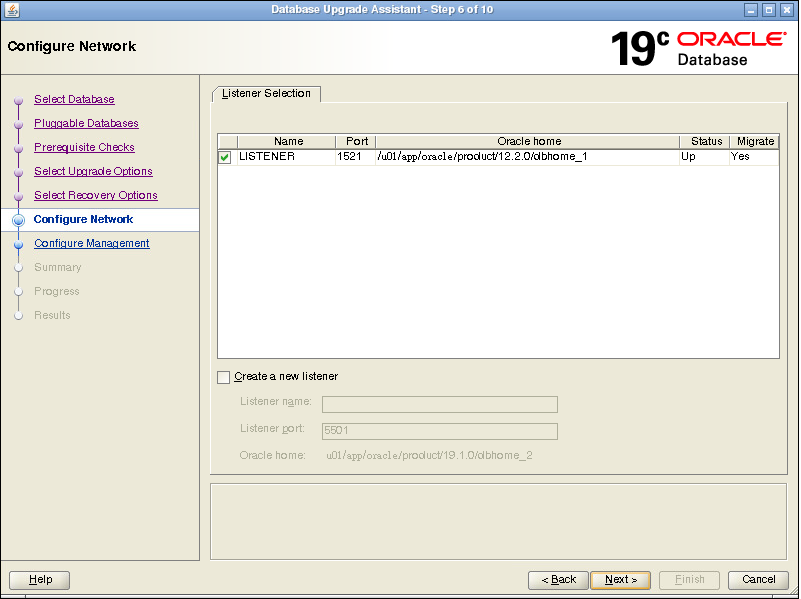 Database Upgrade Assistant - Step 6 of 10
Configure Network
19c ORACLE
Database
Select Database
Pluggable Databases
Prerequisite Checks
Select Upgrade Options
Select Recovery Options
Configure Network
Configure Management
Summary
Progress
Results
Listener Selection
Name Port Oracle home Status Migrate
LISTENER 1521 /u01/app/oracle/product/12.2.0/dbhome_1 Up Yes
Create a new listener
Listener name:
Listener port: 5501
Oracle home: u01/app/oracle/product/19.1.0/dbhome_2
Help
< Back
Next >
Finish
Cancel